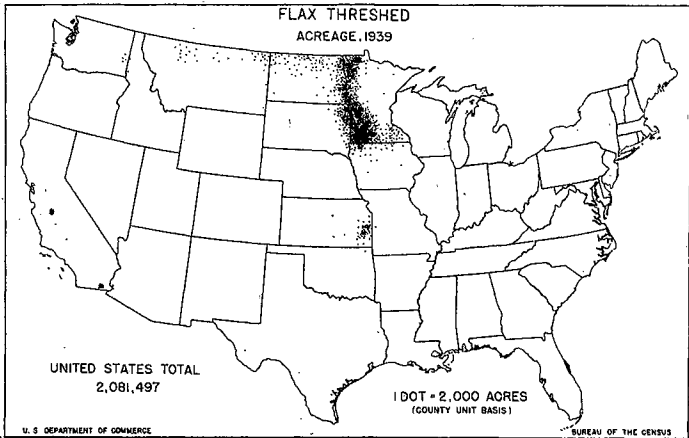 FLAX THRESHED
ACREAGE, 1939
UNITED STATES TOTAL
2,081,497
1 DOT = 2,000 ACRES
(COUNTY UNIT BASIS)
U. S DEPARTMENT OF COMMERCE
BUREAU OF THE CENSUS